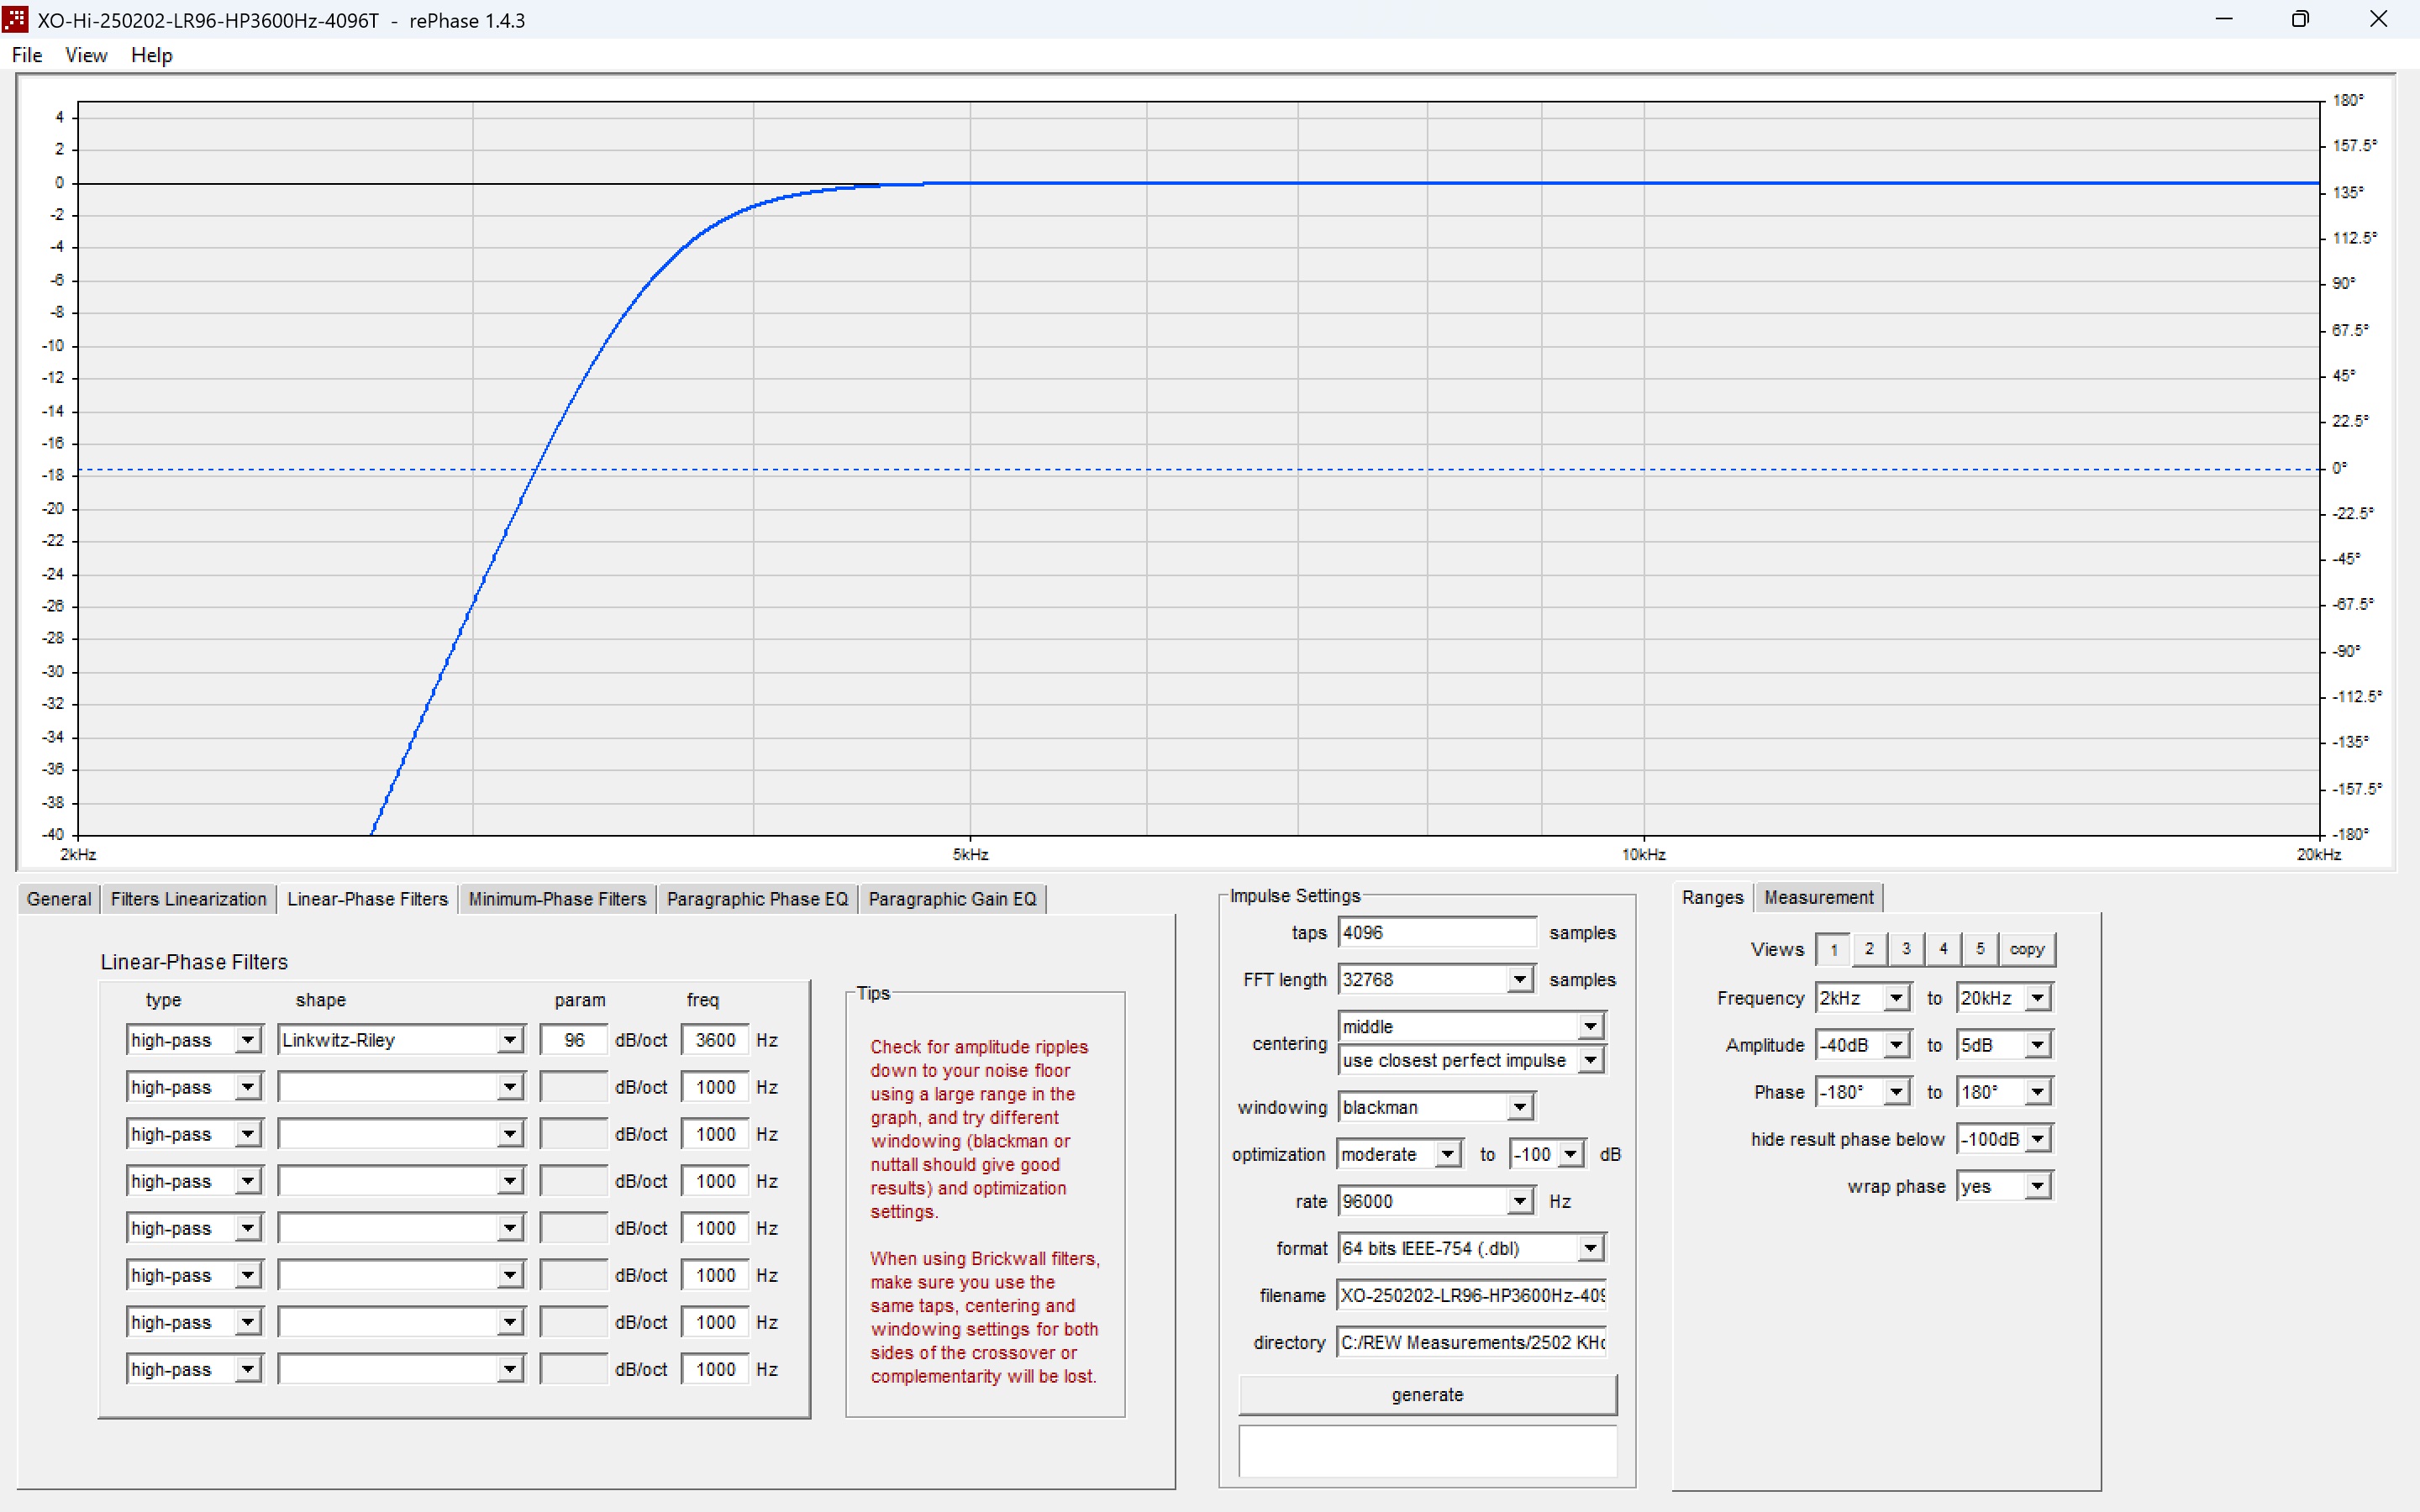 XO-Hi-250202-LR96-HP3600Hz-4096T - rePhase 1.4.3
File View Help
4
2
0
-2
-4
-6
-8
-10
-12
-14
-16
-18
-20
-22
-24
-26
-28
-30
-32
-34
-36
-38
-40
180°
157.5°
135°
112.5°
90°
67.5°
45°
22.5°
0°
-22.5°
-45°
-67.5°
-90°
-112.5°
-135°
-157.5°
-180°
2kHz 5kHz 10kHz 20kHz
General Filters Linearization Linear-Phase Filters Minimum-Phase Filters Paragraphic Phase EQ Paragraphic Gain EQ
Linear-Phase Filters
type shape param freq
high-pass Linkwitz-Riley 96 dB/oct 3600 Hz
high-pass dB/oct 1000 Hz
high-pass dB/oct 1000 Hz
high-pass dB/oct 1000 Hz
high-pass dB/oct 1000 Hz
high-pass dB/oct 1000 Hz
high-pass dB/oct 1000 Hz
high-pass dB/oct 1000 Hz
Tips
Check for amplitude ripples
down to your noise floor
using a large range in the
graph, and try different
windowing (blackman or
nuttall should give good
results) and optimization
settings.
When using Brickwall filters,
make sure you use the
same taps, centering and
windowing settings for both
sides of the crossover or
complementarity will be lost.
Impulse Settings
taps 4096 samples
FFT length 32768 samples
centering middle
use closest perfect impulse
windowing blackman
optimization moderate to -100 dB
rate 96000 Hz
format 64 bits IEEE-754 (.dbl)
filename XO-250202-LR96-HP3600Hz-409
directory C:/REW Measurements/2502 KHo
generate
Ranges Measurement
Views 1 2 3 4 5 copy
Frequency 2kHz to 20kHz
Amplitude -40dB to 5dB
Phase -180° to 180°
hide result phase below -100dB
wrap phase yes